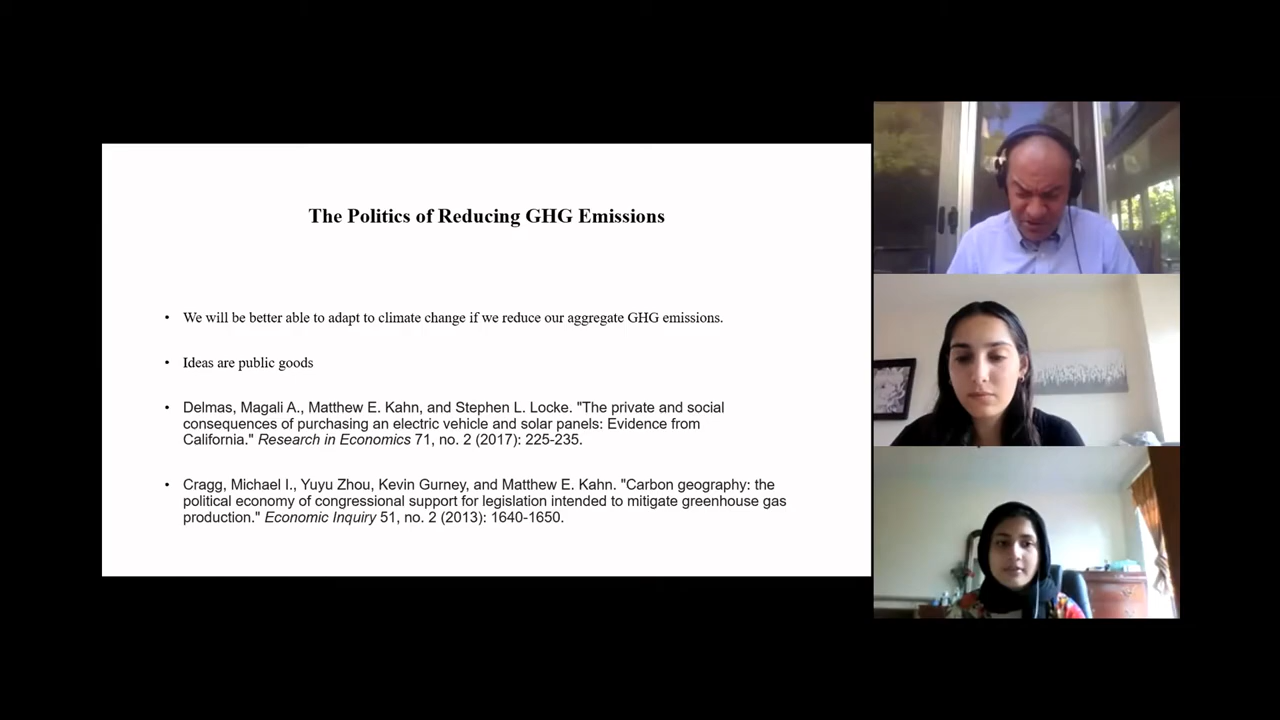 The Politics of Reducing GHG Emissions
• We will be better able to adapt to climate change if we reduce our aggregate GHG emissions.
• Ideas are public goods
• Delmas, Magali A., Matthew E. Kahn, and Stephen L. Locke. "The private and social
consequences of purchasing an electric vehicle and solar panels: Evidence from
California." Research in Economics 71, no. 2 (2017): 225-235.
• Cragg, Michael I., Yuyu Zhou, Kevin Gurney, and Matthew E. Kahn. "Carbon geography: the
political economy of congressional support for legislation intended to mitigate greenhouse gas
production." Economic Inquiry 51, no. 2 (2013): 1640-1650.